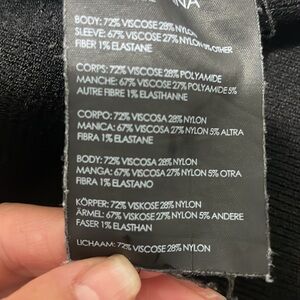 BODY: 72% VISCOSE 28% NYLON
SLEEVE: 67% VISCOSE 27% NYLON 5% OTHER
FIBER 1% ELASTANE
CORPS: 72% VISCOSE 28% POLYAMIDE
MANCHE: 67% VISCOSE 27% POLYAMIDE 5%
AUTRE FIBRE 1% ELASTHANNE
CORPO: 72% VISCOSA 28% NYLON
MANICA: 67% VISCOSA 27% NYLON 5% ALTRA
FIBRA 1% ELASTANE
BODY: 72% VISCOSA 28% NYLON
MANGA: 67% VISCOSA 27% NYLON 5% OTRA
FIBRA 1% ELASTANO
KÖRPER: 72% VISKOSE 28% NYLON
ÄRMEL: 67% VISKOSE 27% NYLON 5% ANDERE
FASER 1% ELASTHAN
LICHAAM: 72% VISCOSE 28% NYLON